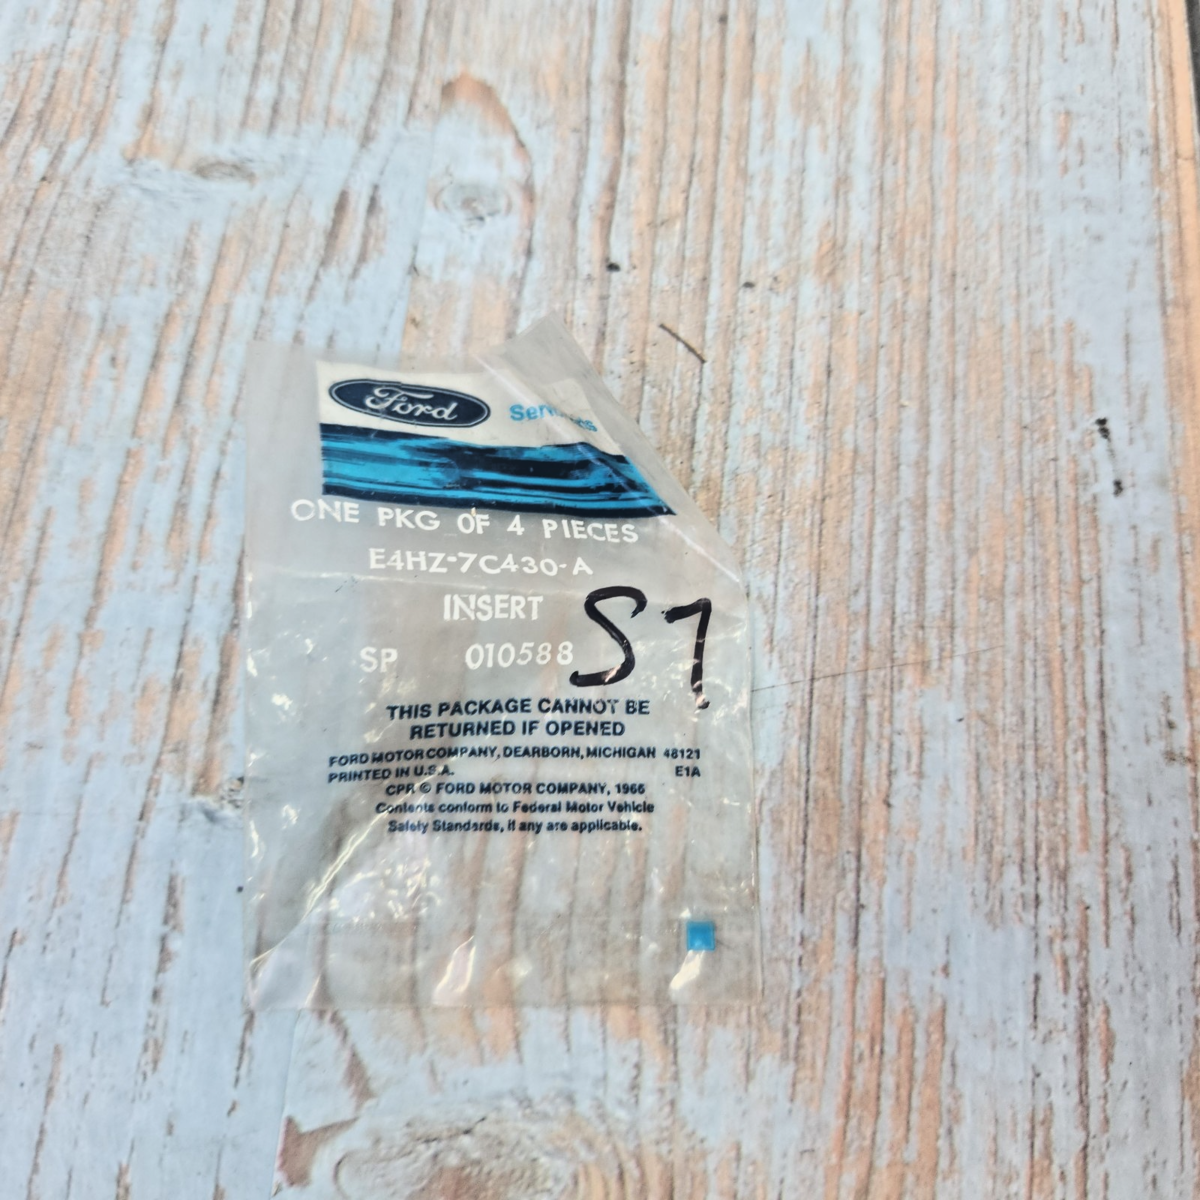 Ford
ONE PKG OF 4 PIECES
E4HZ-7C430-A
INSERT
SP 010588
S7
THIS PACKAGE CANNOT BE
RETURNED IF OPENED
FORD MOTOR COMPANY, DEARBORN, MICHIGAN 48121
PRINTED IN U.S.A. E1A
CPR © FORD MOTOR COMPANY, 1966
Contents conform to Federal Motor Vehicle
Safety Standards, if any are applicable.